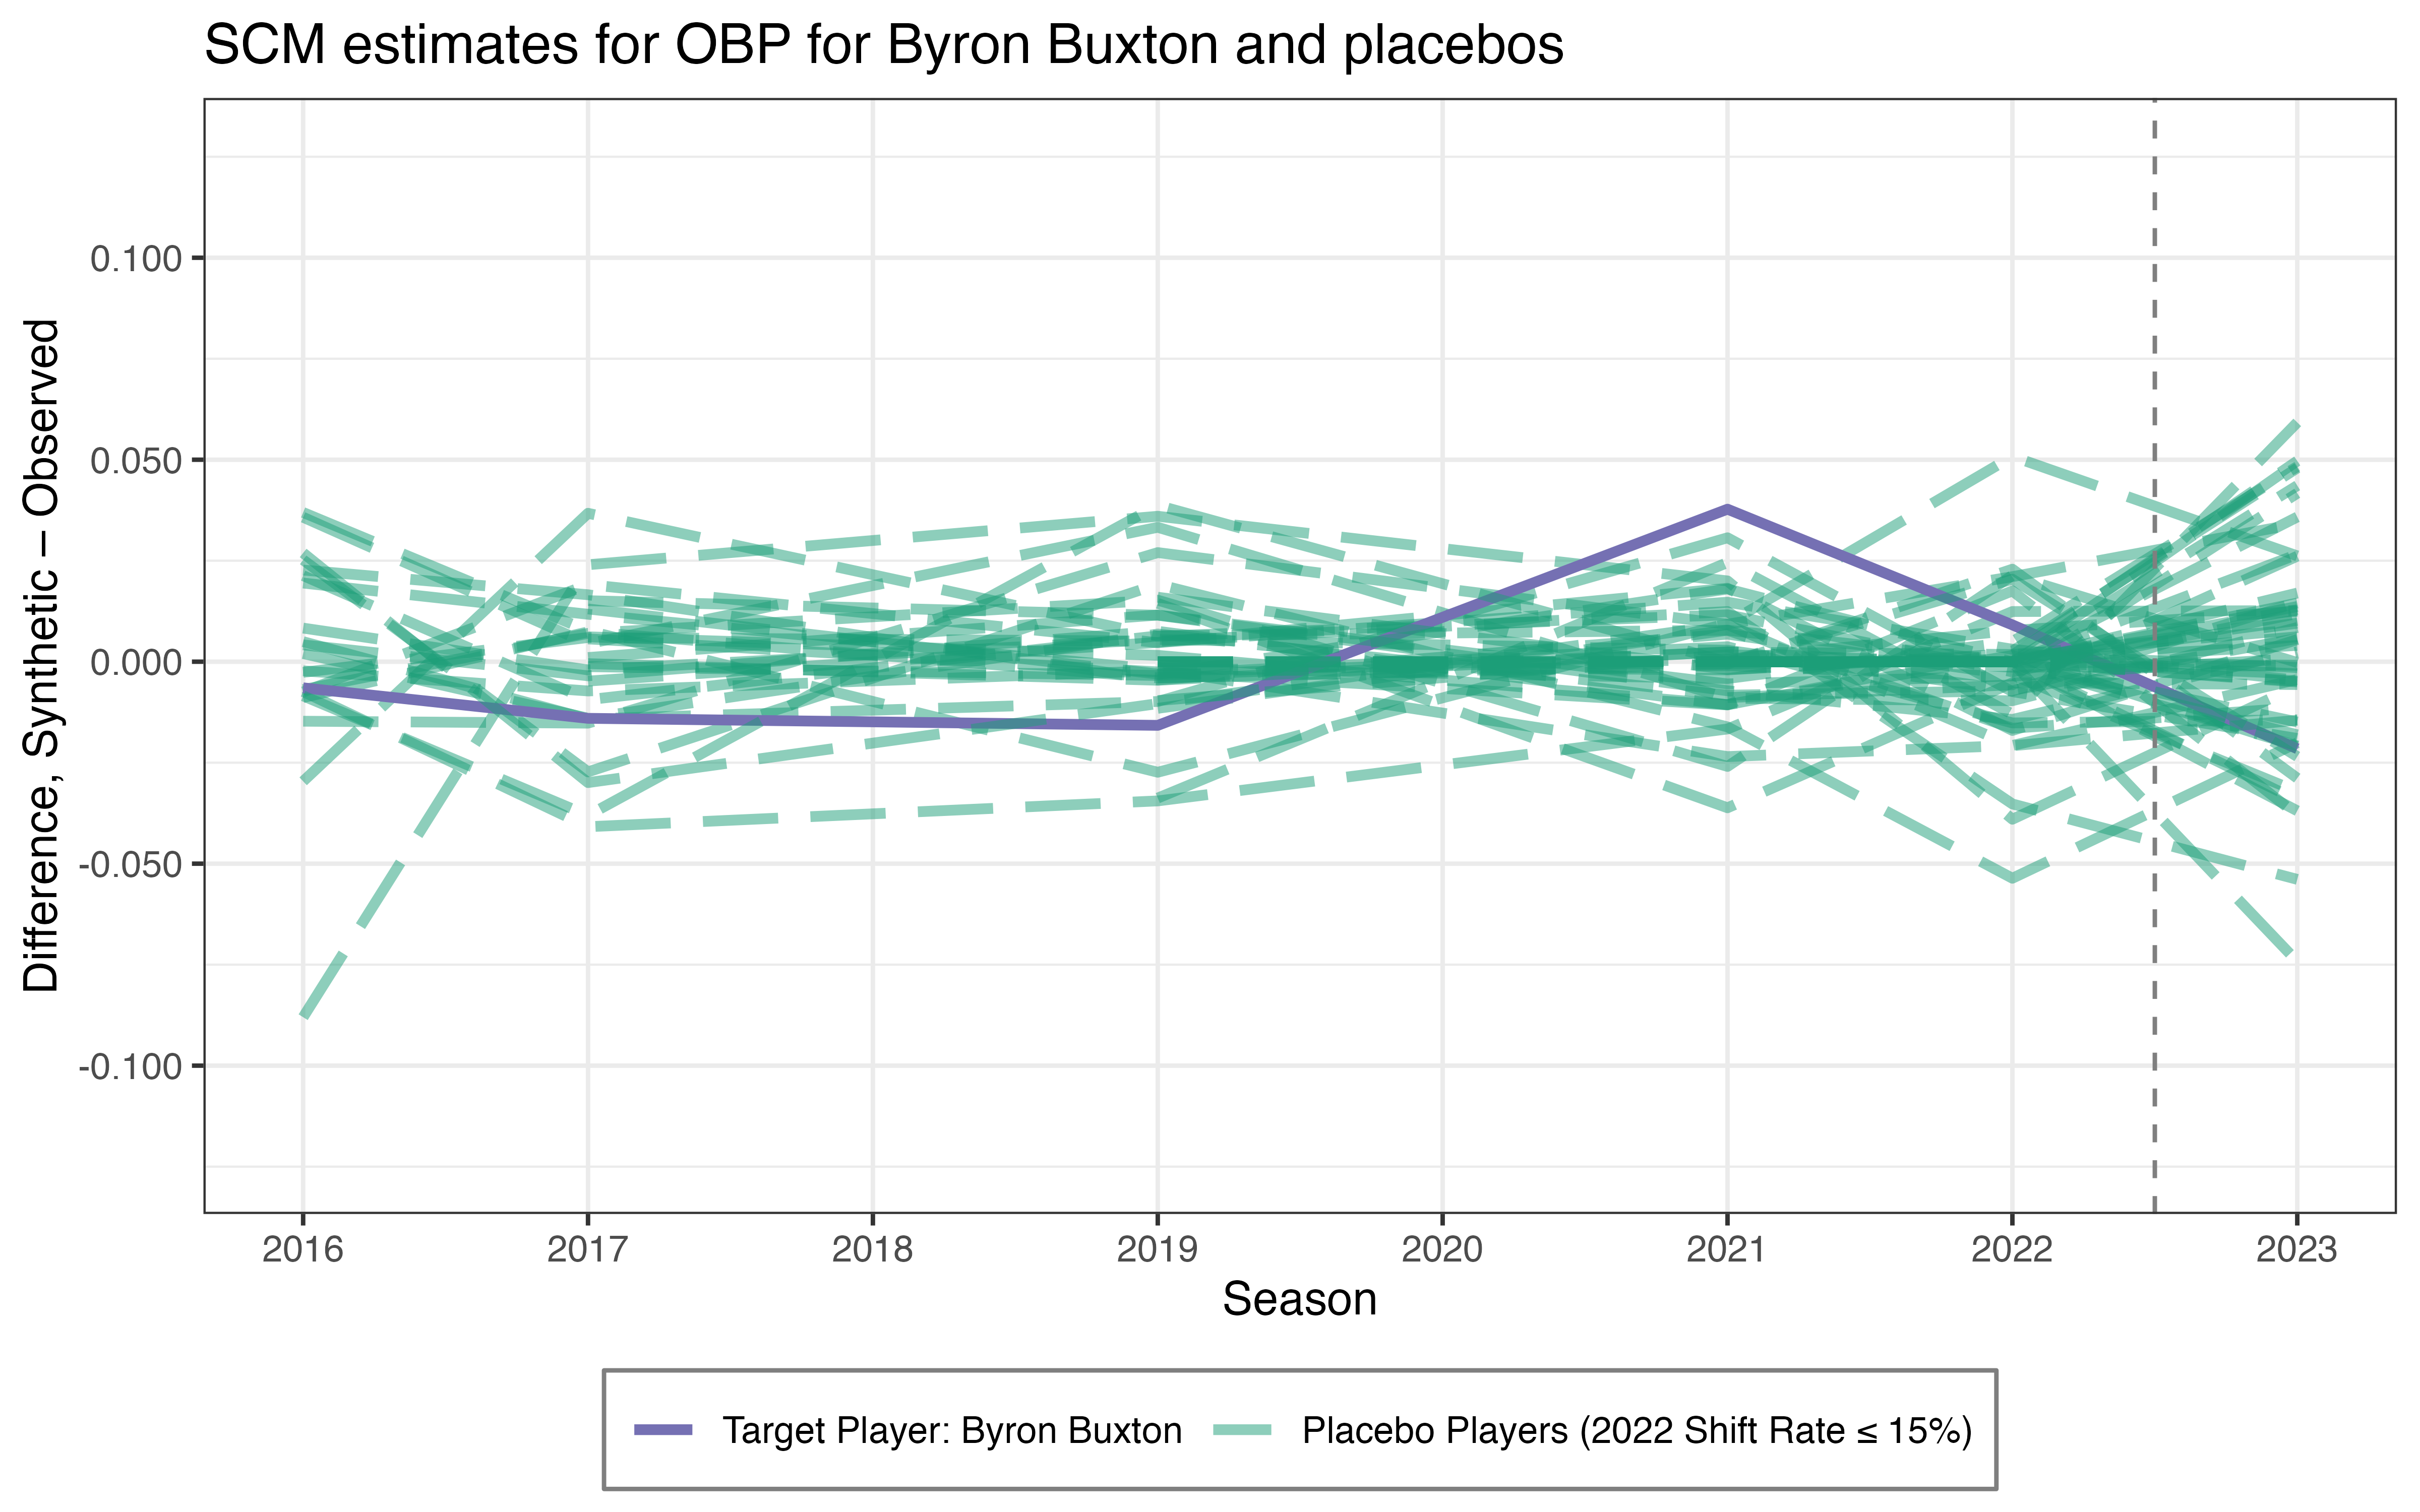 SCM estimates for OBP for Byron Buxton and placebos
Difference, Synthetic − Observed
0.100
0.050
0.000
-0.050
-0.100
2016 2017 2018 2019 2020 2021 2022 2023
Season
Target Player: Byron Buxton Placebo Players (2022 Shift Rate ≤ 15%)